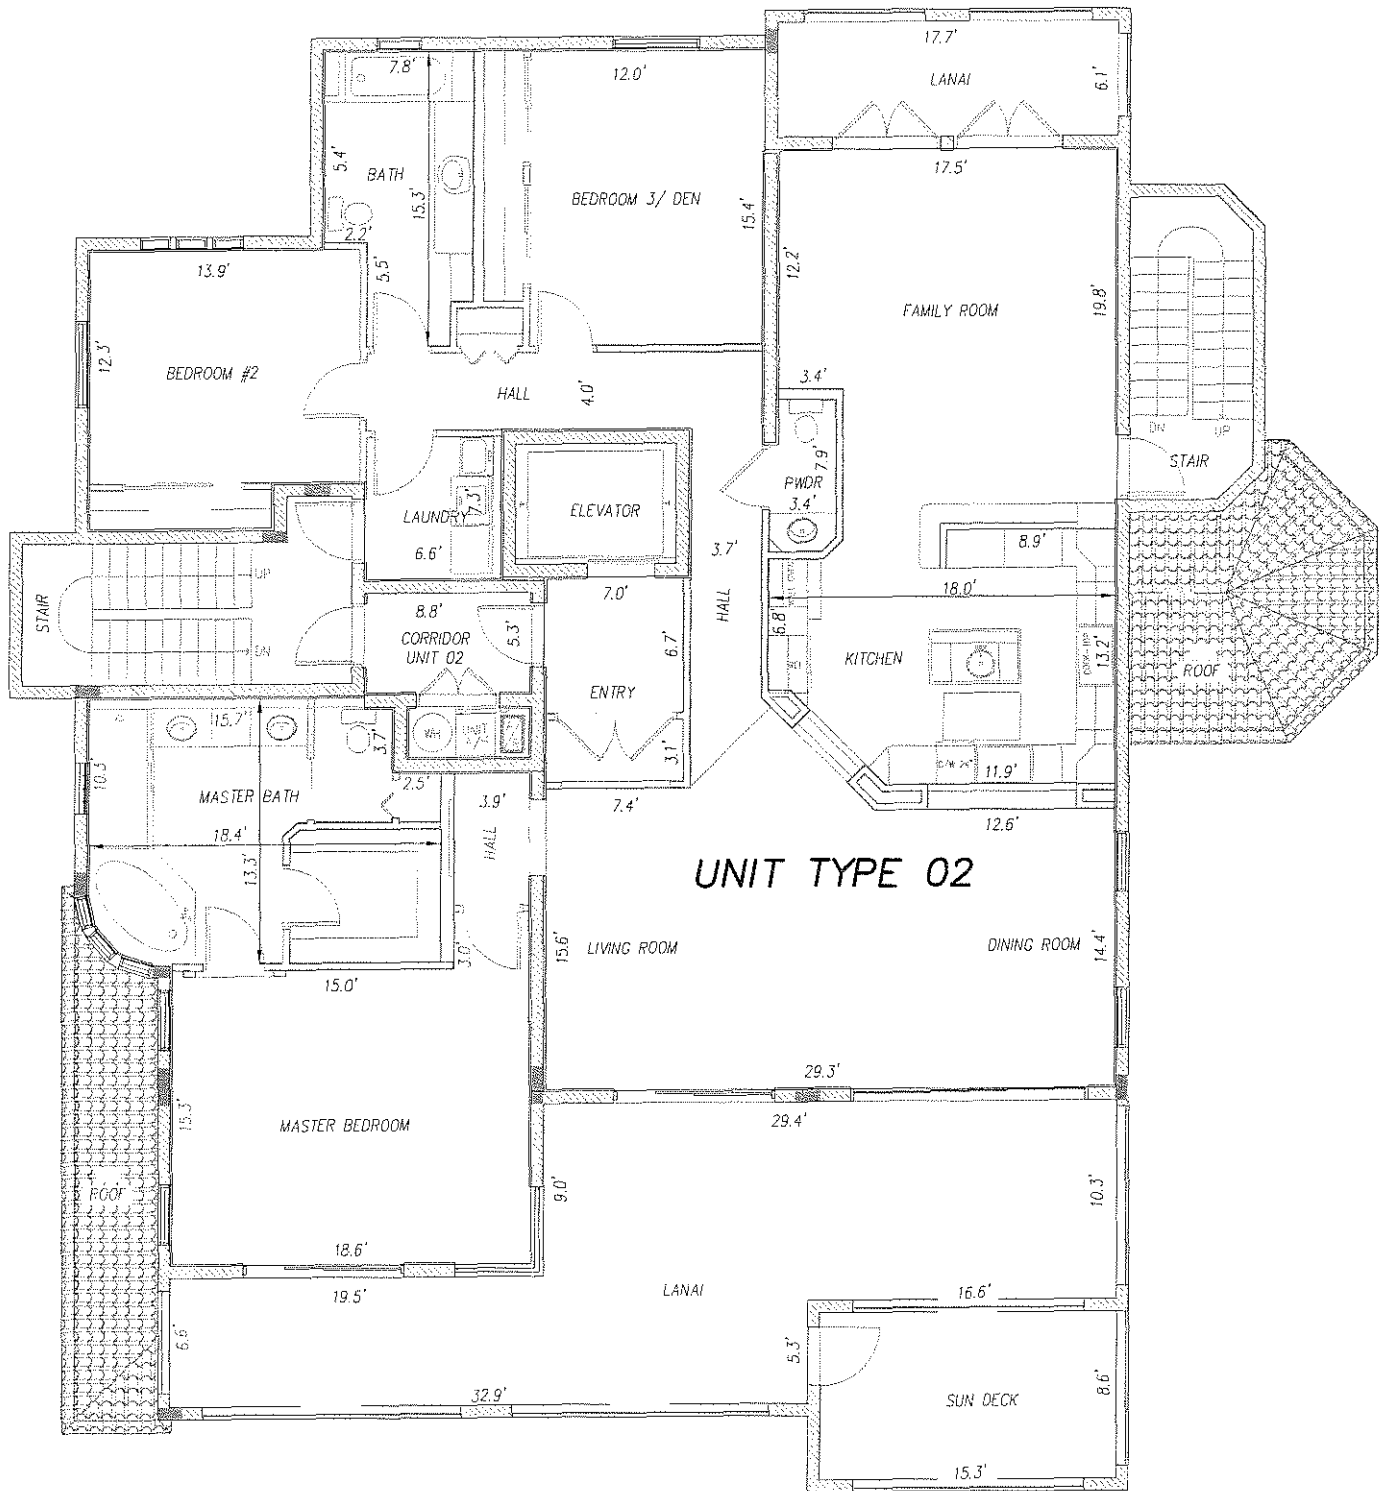 17.7'
LANAI
6.1'
7.8'
12.0'
17.5'
5.4'
BATH
15.3'
BEDROOM 3/ DEN
15.4'
2.2'
5.5'
12.2'
13.9'
12.3'
BEDROOM #2
FAMILY ROOM
19.8'
HALL
4.0'
3.4'
DN
UP
STAIR
7.9'
PWDR
3.4'
LAUNDRY
7.3'
6.6'
ELEVATOR
3.7'
HALL
8.9'
18.0'
STAIR
UP
DN
8.8'
CORRIDOR
UNIT 02
5.3'
7.0'
6.7'
ENTRY
3.1'
7.4'
6.8'
KITCHEN
13.2'
ROOF
D/W 24"
11.9'
12.6'
15.7'
3.7'
WH
10.3'
MASTER BATH
2.5'
3.9'
HALL
18.4'
13.3'
UNIT TYPE 02
15.6'
LIVING ROOM
DINING ROOM
14.4'
3.0'
15.0'
29.3'
29.4'
15.3'
MASTER BEDROOM
ROOF
9.0'
10.3'
18.6'
19.5'
LANAI
16.6'
6.6'
5.3'
8.6'
SUN DECK
32.9'
15.3'